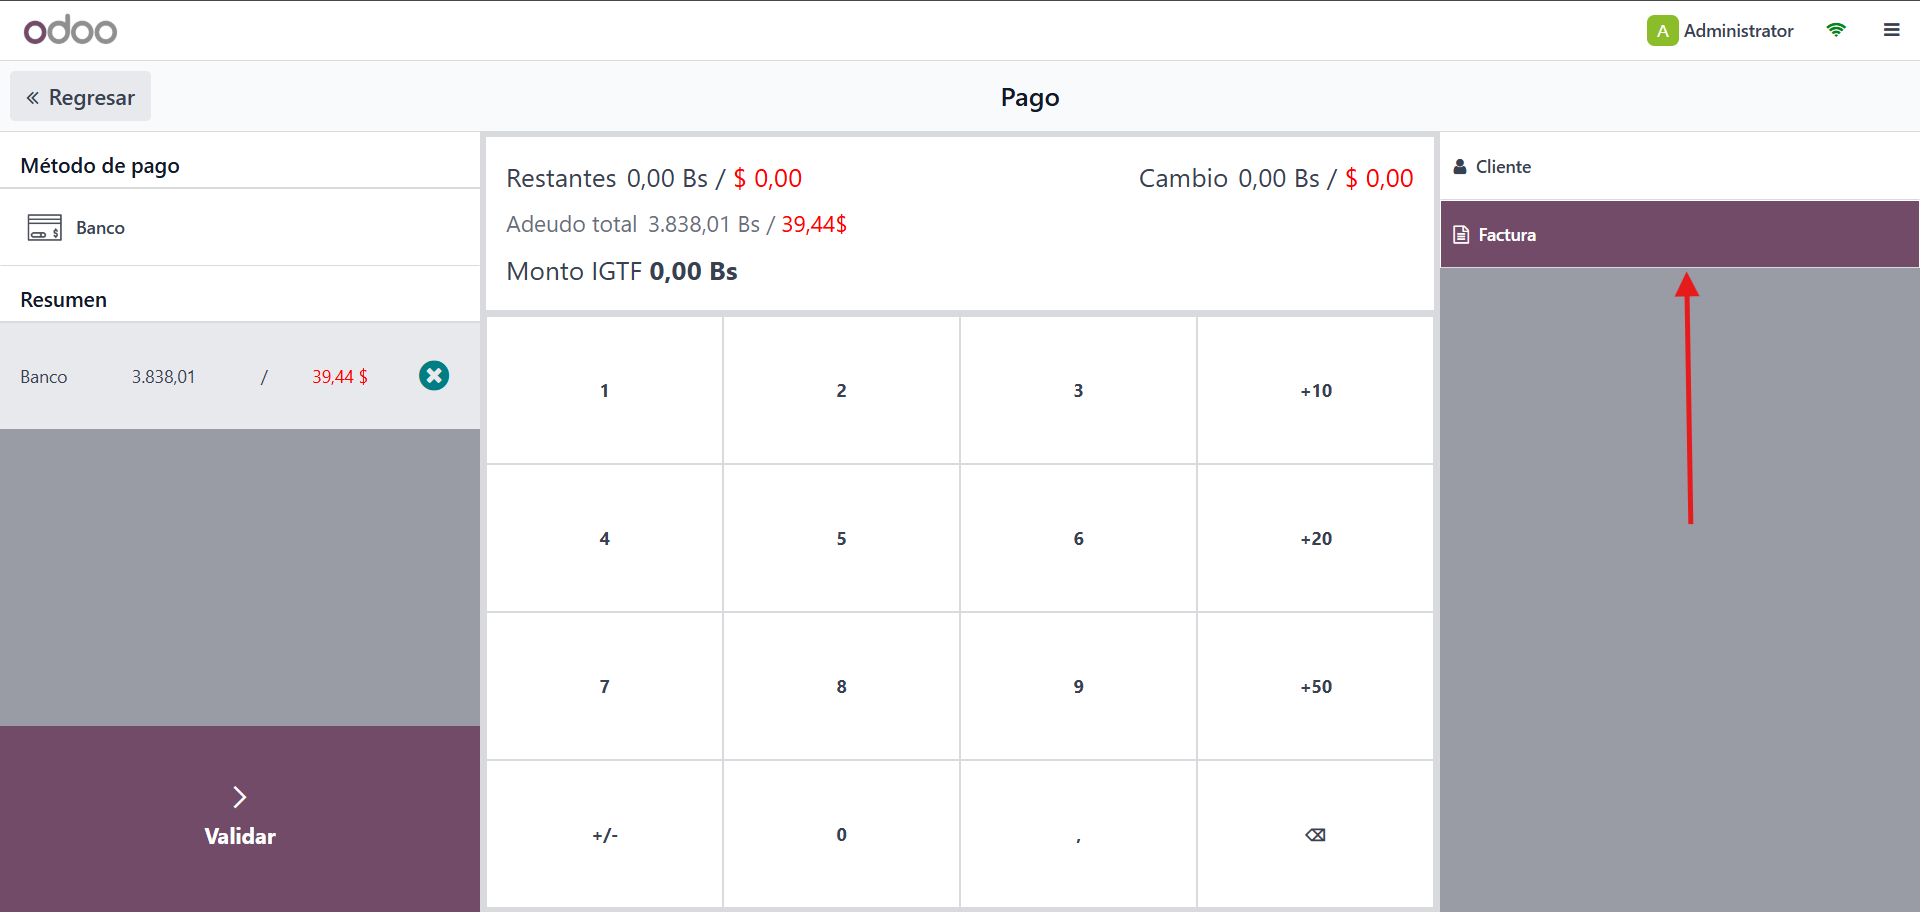 odoo
A Administrator
« Regresar
Pago
Método de pago
Banco
Resumen
Banco 3.838,01 / 39,44 $
Validar
Restantes 0,00 Bs / $ 0,00
Cambio 0,00 Bs / $ 0,00
Adeudo total 3.838,01 Bs / 39,44$
Monto IGTF 0,00 Bs
1 2 3 +10
4 5 6 +20
7 8 9 +50
+/- 0 , ⌫
Cliente
Factura